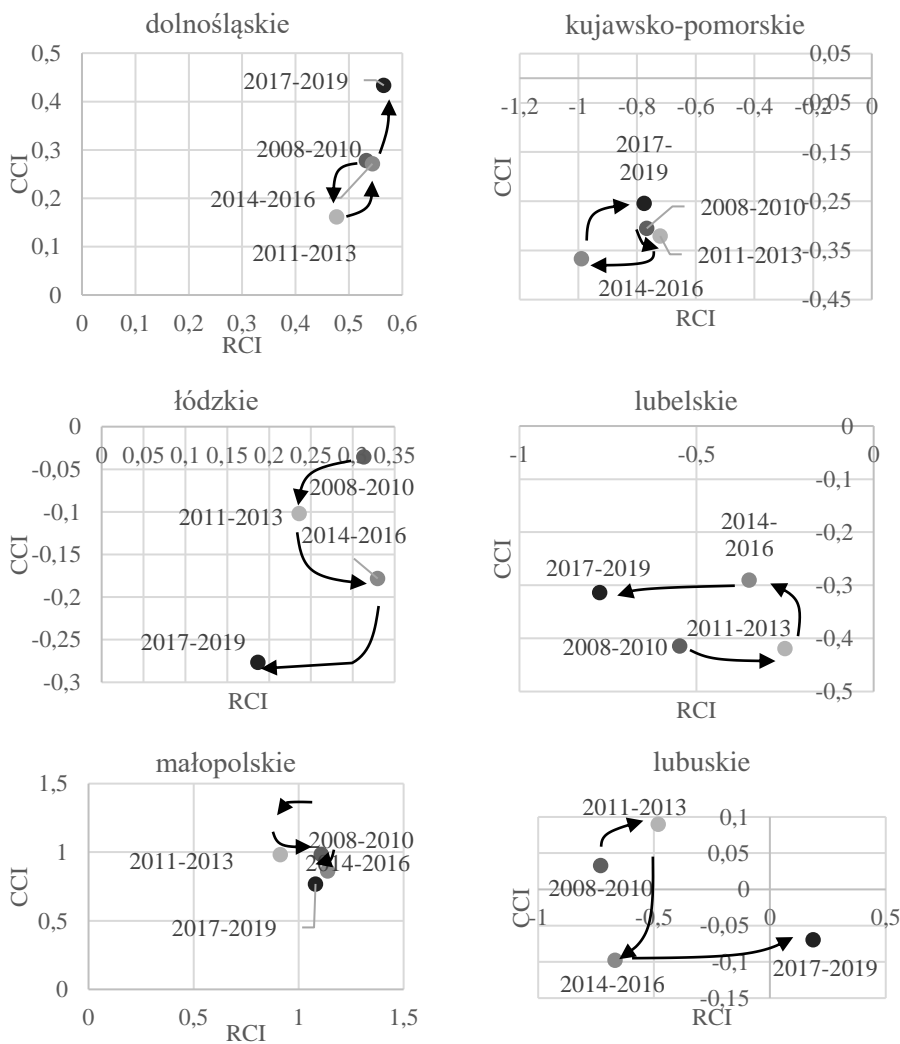 dolnośląskie
0,5
0,4
0,3
0,2
0,1
0
CCI
2017-2019
2008-2010
2014-2016
2011-2013
0 0,1 0,2 0,3 0,4 0,5 0,6
RCI
kujawsko-pomorskie
0,05
-0,05
-0,15
-0,25
-0,35
-0,45
-1,2 -1 -0,8 -0,6 -0,4 -0,2 0
CCI
2017-
2019
2008-2010
2011-2013
2014-2016
RCI
łódzkie
0
-0,05
-0,1
-0,15
-0,2
-0,25
-0,3
0 0,05 0,1 0,15 0,2 0,25 0,3 0,35
CCI
2008-2010
2011-2013
2014-2016
2017-2019
RCI
lubelskie
-1 -0,5 0
0
-0,1
-0,2
-0,3
-0,4
-0,5
CCI
2014-
2016
2017-2019
2011-2013
2008-2010
RCI
małopolskie
1,5
1
0,5
0
CCI
2008-2010
2011-2013
2014-2016
2017-2019
0 0,5 1 1,5
RCI
lubuskie
0,1
0,05
0
-0,05
-0,1
-0,15
CCI
2011-2013
2008-2010
-1 -0,5 0 0,5
2014-2016
2017-2019
RCI